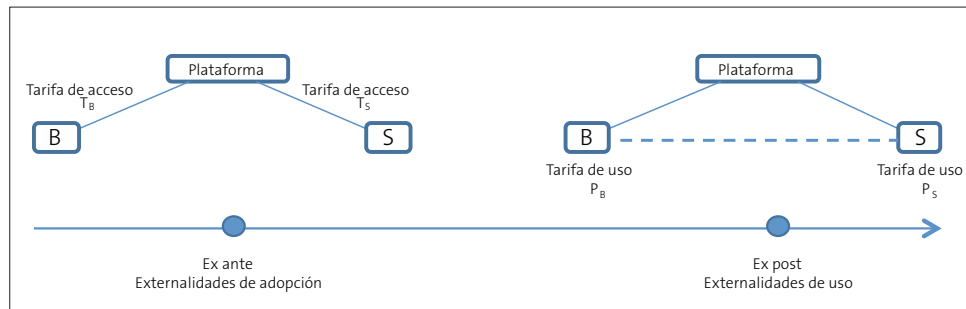 Plataforma
Tarifa de acceso
T_B
Tarifa de acceso
T_S
B
S
Ex ante
Externalidades de adopción
Plataforma
B
S
Tarifa de uso
P_B
Tarifa de uso
P_S
Ex post
Externalidades de uso